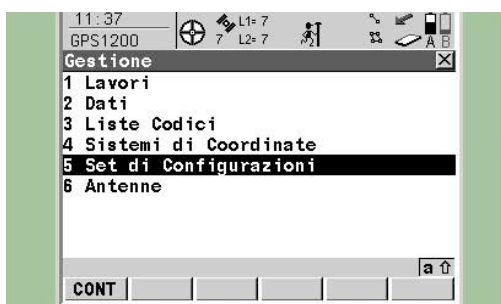 11:37
GPS1200
7
L1= 7
L2= 7
A B
Gestione
1 Lavori
2 Dati
3 Liste Codici
4 Sistemi di Coordinate
5 Set di Configurazioni
6 Antenne
a
CONT